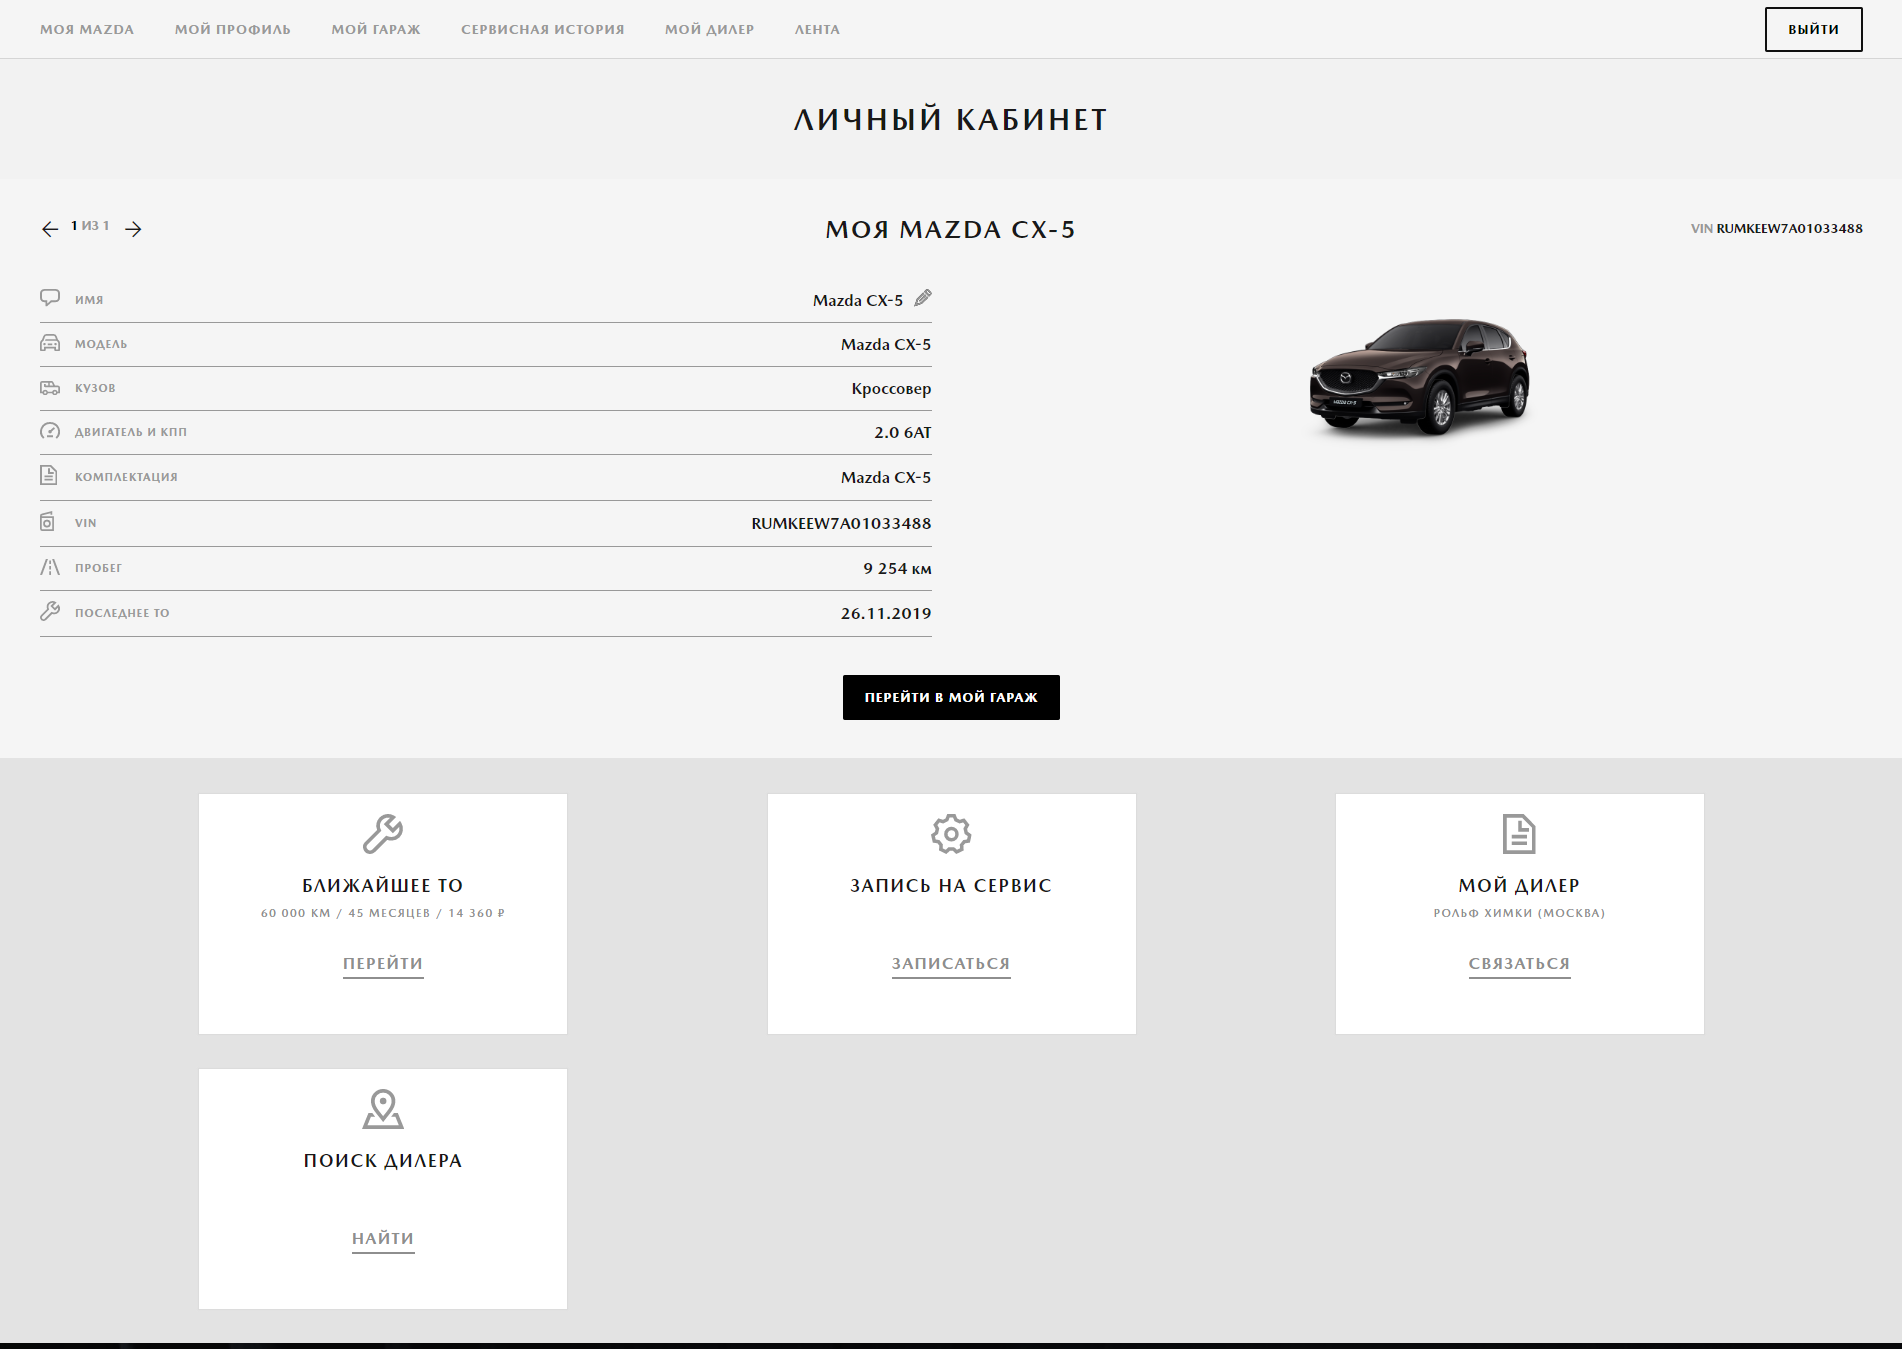 МОЯ MAZDA МОЙ ПРОФИЛЬ МОЙ ГАРАЖ СЕРВИСНАЯ ИСТОРИЯ МОЙ ДИЛЕР ЛЕНТА ВЫЙТИ
ЛИЧНЫЙ КАБИНЕТ
1 ИЗ 1 МОЯ MAZDA CX-5 VIN RUMKEEW7A01033488
ИМЯ Mazda CX-5
МОДЕЛЬ Mazda CX-5
КУЗОВ Кроссовер
ДВИГАТЕЛЬ И КПП 2.0 6AT
КОМПЛЕКТАЦИЯ Mazda CX-5
VIN RUMKEEW7A01033488
ПРОБЕГ 9 254 км
ПОСЛЕДНЕЕ ТО 26.11.2019
MAZDA CX-5
ПЕРЕЙТИ В МОЙ ГАРАЖ
БЛИЖАЙШЕЕ ТО
60 000 КМ / 45 МЕСЯЦЕВ / 14 360 ₽
ПЕРЕЙТИ
ЗАПИСЬ НА СЕРВИС
ЗАПИСАТЬСЯ
МОЙ ДИЛЕР
РОЛЬФ ХИМКИ (МОСКВА)
СВЯЗАТЬСЯ
ПОИСК ДИЛЕРА
НАЙТИ